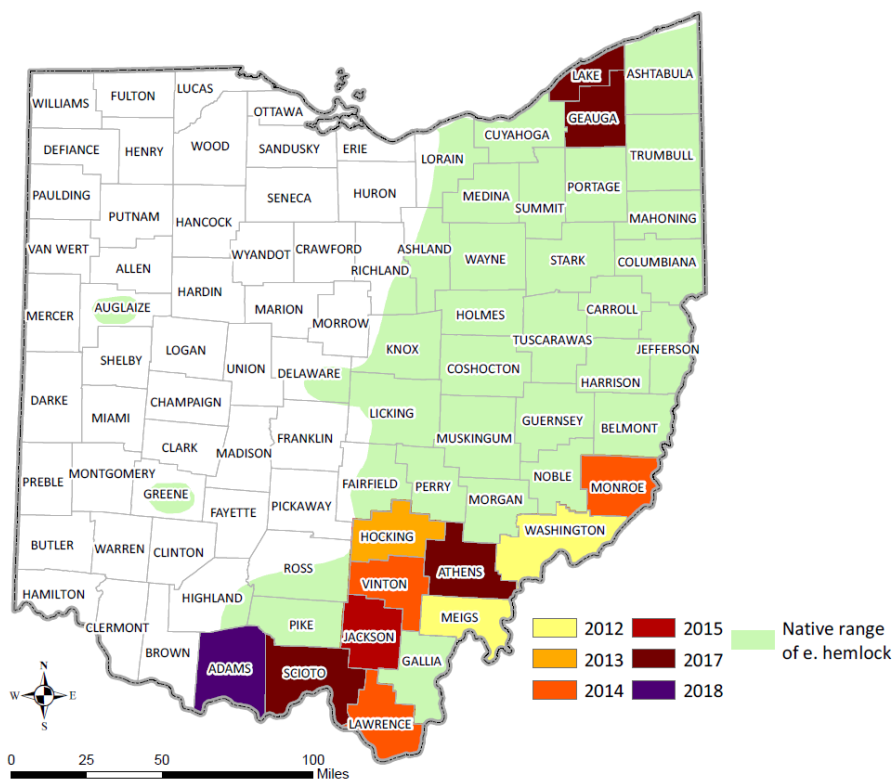 LAKE
ASHTABULA
LUCAS
FULTON
WILLIAMS
OTTAWA
GEAUGA
CUYAHOGA
WOOD
DEFIANCE
HENRY
SANDUSKY
ERIE
LORAIN
TRUMBULL
PAULDING
SENECA
HURON
MEDINA
SUMMIT
PORTAGE
PUTNAM
HANCOCK
MAHONING
VAN WERT
WYANDOT
CRAWFORD
RICHLAND
ASHLAND
WAYNE
STARK
COLUMBIANA
ALLEN
HARDIN
AUGLAIZE
MARION
MORROW
HOLMES
CARROLL
MERCER
TUSCARAWAS
JEFFERSON
LOGAN
KNOX
SHELBY
UNION
DELAWARE
COSHOCTON
HARRISON
DARKE
CHAMPAIGN
MIAMI
LICKING
GUERNSEY
BELMONT
FRANKLIN
MUSKINGUM
CLARK
MADISON
MONTGOMERY
PREBLE
GREENE
FAIRFIELD
PERRY
NOBLE
MONROE
FAYETTE
PICKAWAY
MORGAN
WASHINGTON
HOCKING
BUTLER
WARREN
CLINTON
ROSS
ATHENS
VINTON
HAMILTON
HIGHLAND
MEIGS
CLERMONT
PIKE
JACKSON
BROWN
GALLIA
ADAMS
SCIOTO
LAWRENCE
2012
2015
2013
2017
2014
2018
Native range
of e. hemlock
N
W E
S
0 25 50 100
Miles